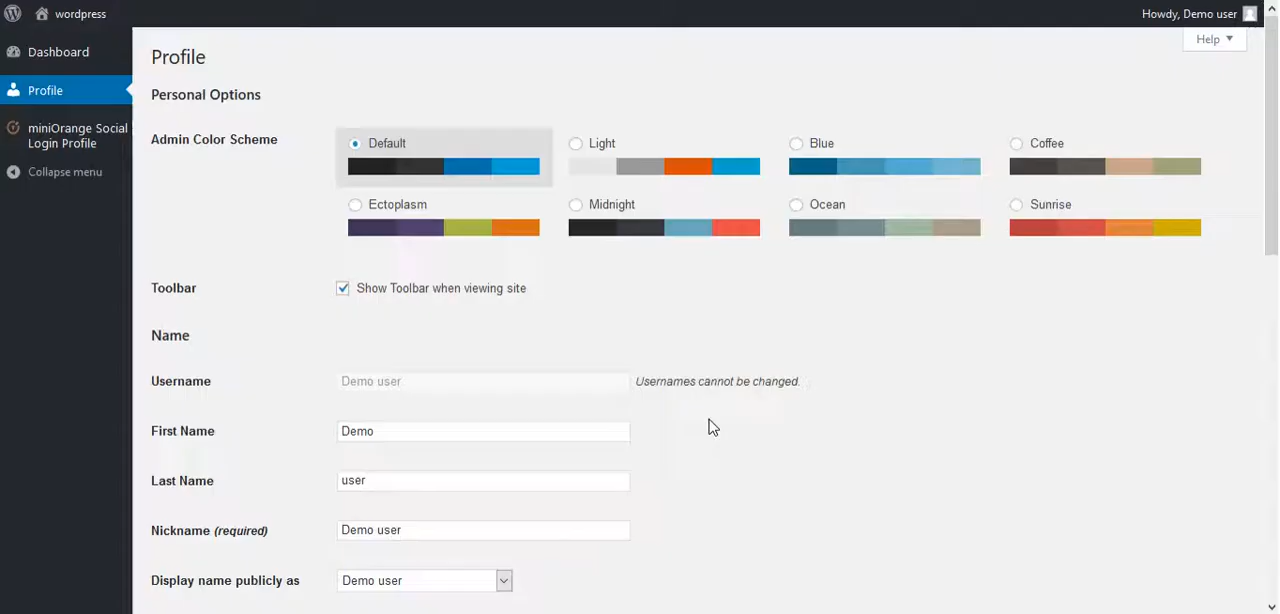 wordpress
Howdy, Demo user
Help
Dashboard
Profile
miniOrange Social
Login Profile
Collapse menu
Profile
Personal Options
Admin Color Scheme
Default
Light
Blue
Coffee
Ectoplasm
Midnight
Ocean
Sunrise
Toolbar
Show Toolbar when viewing site
Name
Username
Demo user
Usernames cannot be changed.
First Name
Demo
Last Name
user
Nickname (required)
Demo user
Display name publicly as
Demo user